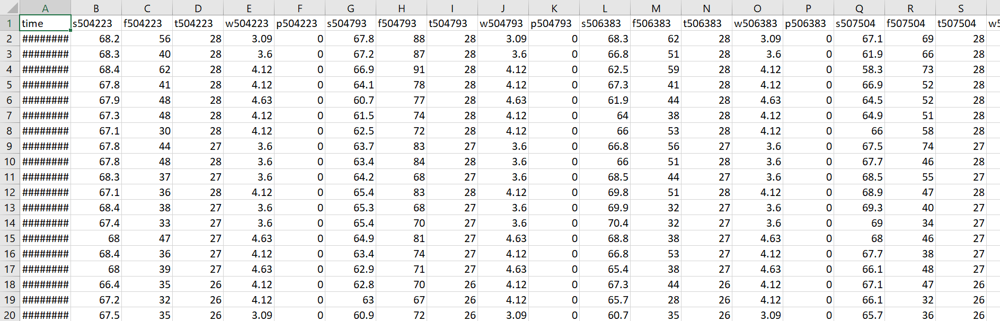 A B C D E F G H I J K L M N O P Q R S
1 time s504223 f504223 t504223 w504223 p504223 s504793 f504793 t504793 w504793 p504793 s506383 f506383 t506383 w506383 p506383 s507504 f507504 t507504 w5
2 ######## 68.2 56 28 3.09 0 67.8 88 28 3.09 0 68.3 62 28 3.09 0 67.1 69 28
3 ######## 68.3 40 28 3.6 0 67.2 87 28 3.6 0 66.8 51 28 3.6 0 61.9 66 28
4 ######## 68.4 62 28 4.12 0 66.9 91 28 4.12 0 62.5 59 28 4.12 0 58.3 73 28
5 ######## 67.8 41 28 4.12 0 64.1 78 28 4.12 0 67.3 41 28 4.12 0 66.9 52 28
6 ######## 67.9 48 28 4.63 0 60.7 77 28 4.63 0 61.9 44 28 4.63 0 64.5 52 28
7 ######## 67.3 48 28 4.12 0 61.5 74 28 4.12 0 64 38 28 4.12 0 64.9 51 28
8 ######## 67.1 30 28 4.12 0 62.5 72 28 4.12 0 66 53 28 4.12 0 66 58 28
9 ######## 67.8 44 27 3.6 0 63.7 83 27 3.6 0 66.8 56 27 3.6 0 67.5 74 27
10 ######## 67.8 48 28 3.6 0 63.4 84 28 3.6 0 66 51 28 3.6 0 67.7 46 28
11 ######## 68.3 37 27 3.6 0 64.2 68 27 3.6 0 68.5 44 27 3.6 0 68.5 55 27
12 ######## 67.1 36 28 4.12 0 65.4 83 28 4.12 0 69.8 51 28 4.12 0 68.9 47 28
13 ######## 68.4 38 27 3.6 0 65.3 68 27 3.6 0 69.9 32 27 3.6 0 69.3 40 27
14 ######## 67.4 33 27 3.6 0 65.4 70 27 3.6 0 70.4 32 27 3.6 0 69 34 27
15 ######## 68 47 27 4.63 0 64.9 81 27 4.63 0 68.8 38 27 4.63 0 68 46 27
16 ######## 68.4 36 27 4.12 0 63.4 74 27 4.12 0 66.8 53 27 4.12 0 67.7 38 27
17 ######## 68 39 27 4.63 0 62.9 71 27 4.63 0 65.4 38 27 4.63 0 66.1 48 27
18 ######## 66.4 35 26 4.12 0 62.8 70 26 4.12 0 67.3 44 26 4.12 0 67.1 47 26
19 ######## 67.2 32 26 4.12 0 63 67 26 4.12 0 65.7 28 26 4.12 0 66.1 32 26
20 ######## 67.5 35 26 3.09 0 60.9 72 26 3.09 0 60.7 35 26 3.09 0 65.7 36 26